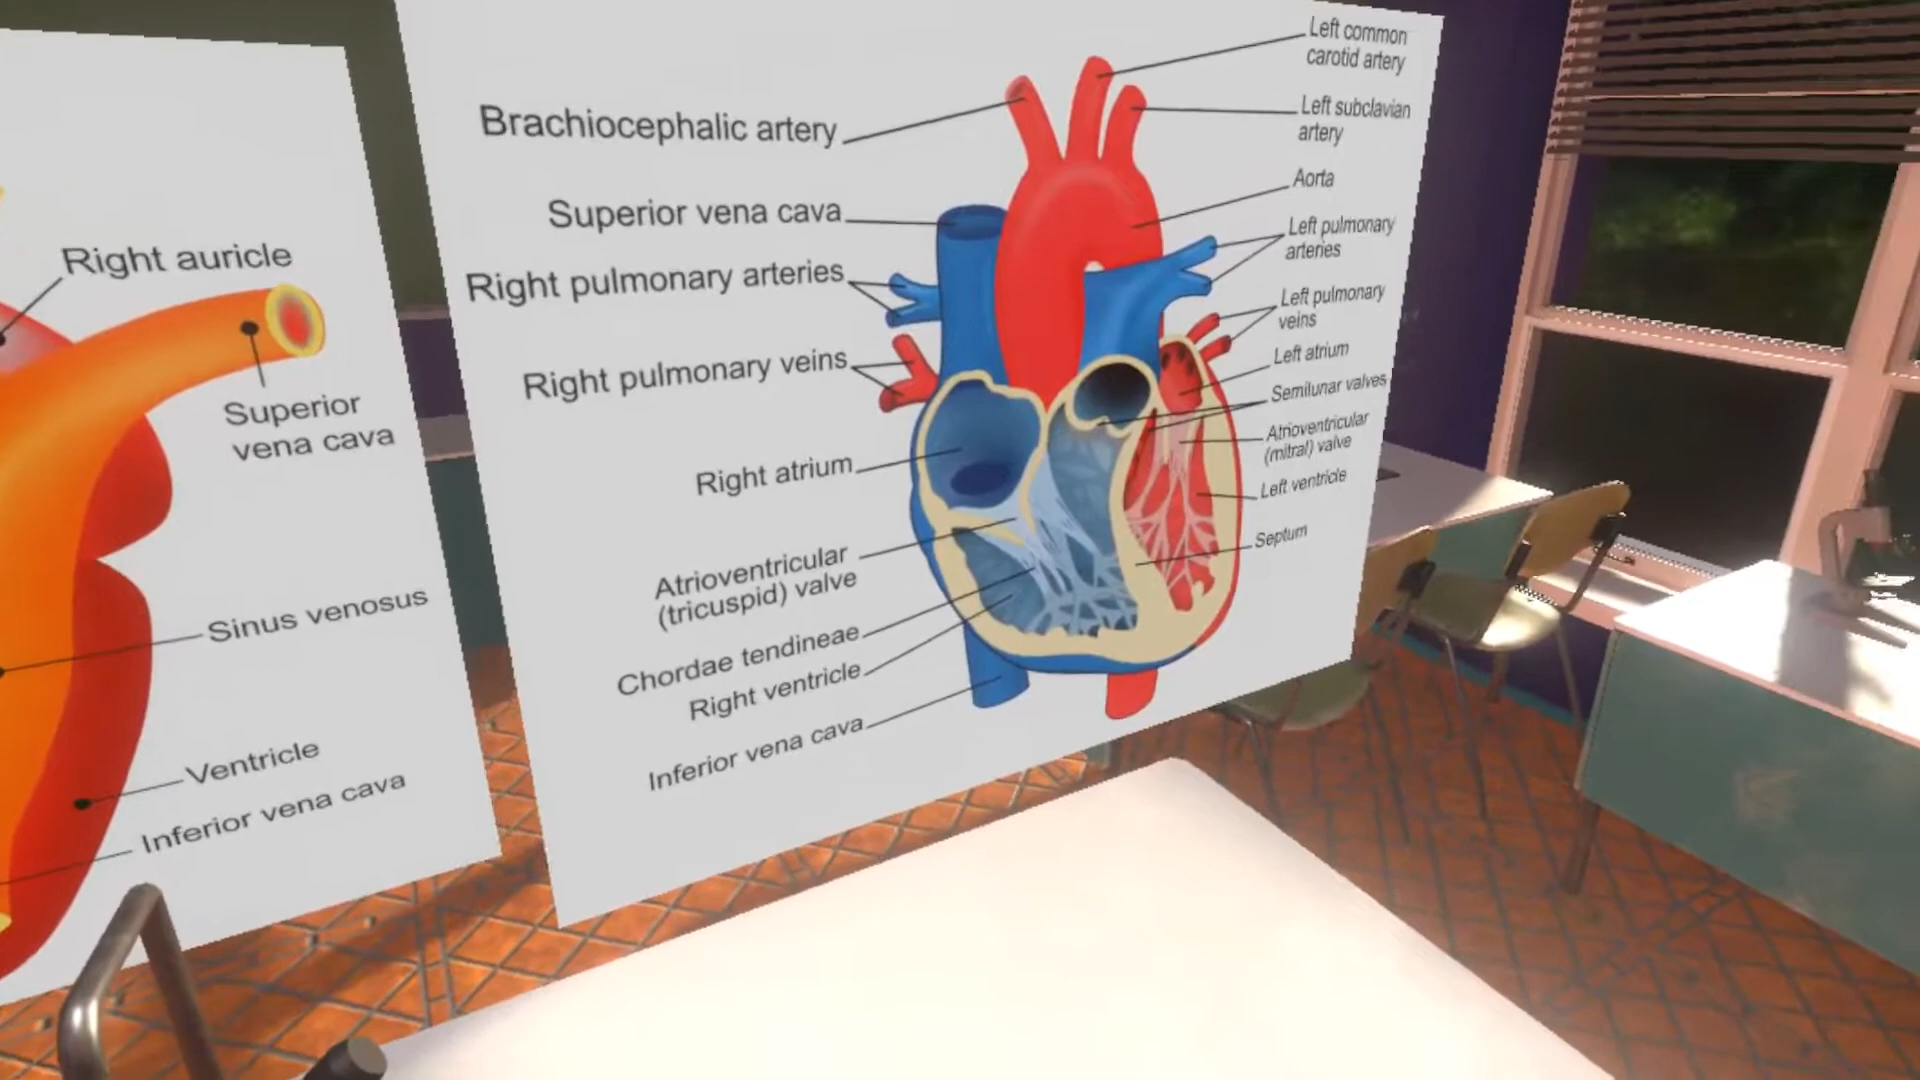 Right auricle
Superior
vena cava
Sinus venosus
Ventricle
Inferior vena cava
Brachiocephalic artery
Superior vena cava
Right pulmonary arteries
Right pulmonary veins
Right atrium
Atrioventricular
(tricuspid) valve
Chordae tendineae
Right ventricle
Inferior vena cava
Left common
carotid artery
Left subclavian
artery
Aorta
Left pulmonary
arteries
Left pulmonary
veins
Left atrium
Semilunar valves
Atrioventricular
(mitral) valve
Left ventricle
Septum